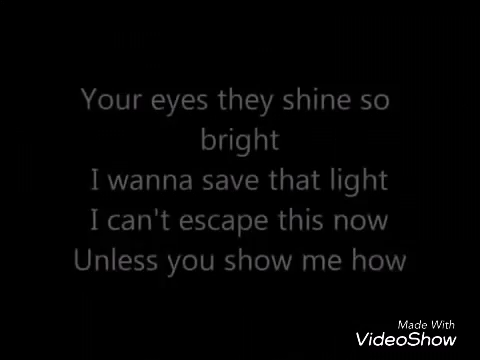 Your eyes they shine so
bright
I wanna save that light
I can't escape this now
Unless you show me how
Made With
VideoShow